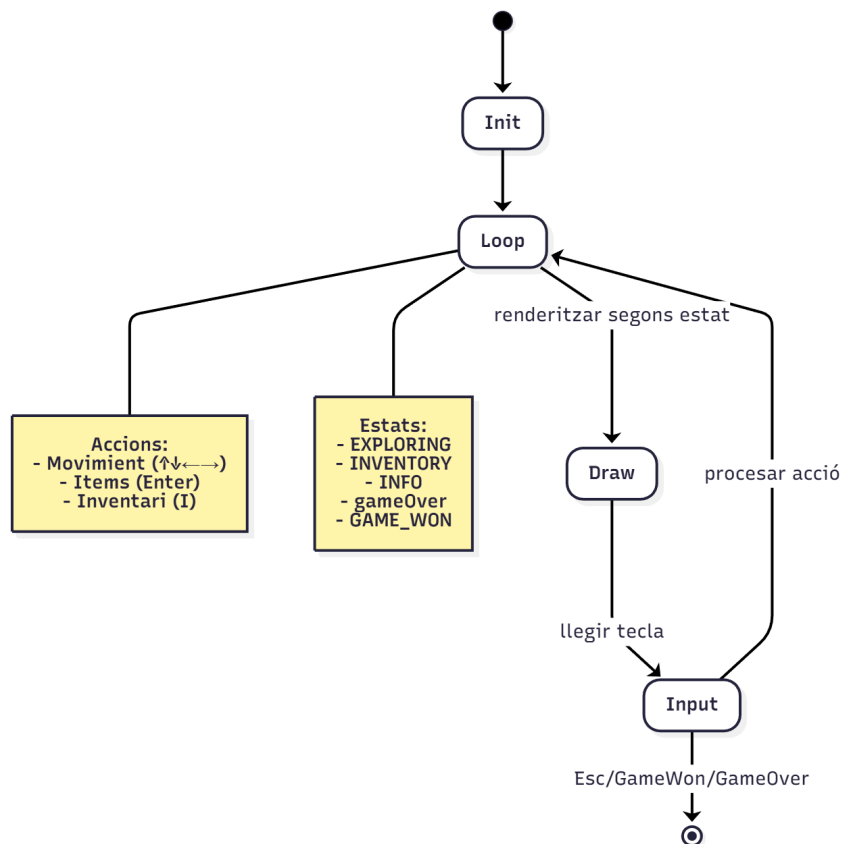 Init
Loop
renderitzar segons estat
Accions:
- Movimient (↑↓←→)
- Items (Enter)
- Inventari (I)
Estats:
- EXPLORING
- INVENTORY
- INFO
- gameOver
- GAME_WON
Draw
procesar acció
llegir tecla
Input
Esc/GameWon/GameOver